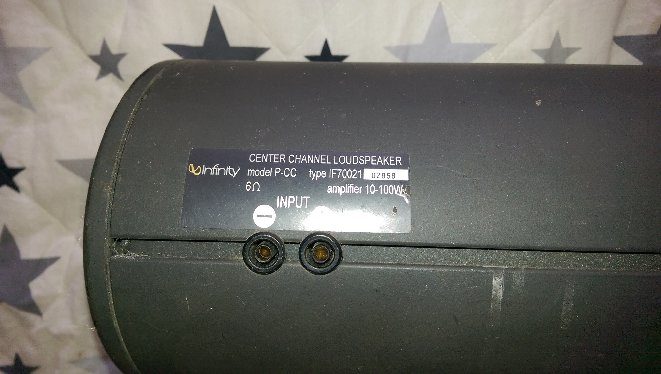 CENTER CHANNEL LOUDSPEAKER
Infinity model P-CC type IF70021 02858
6Ω amplifier 10-100W
INPUT
−